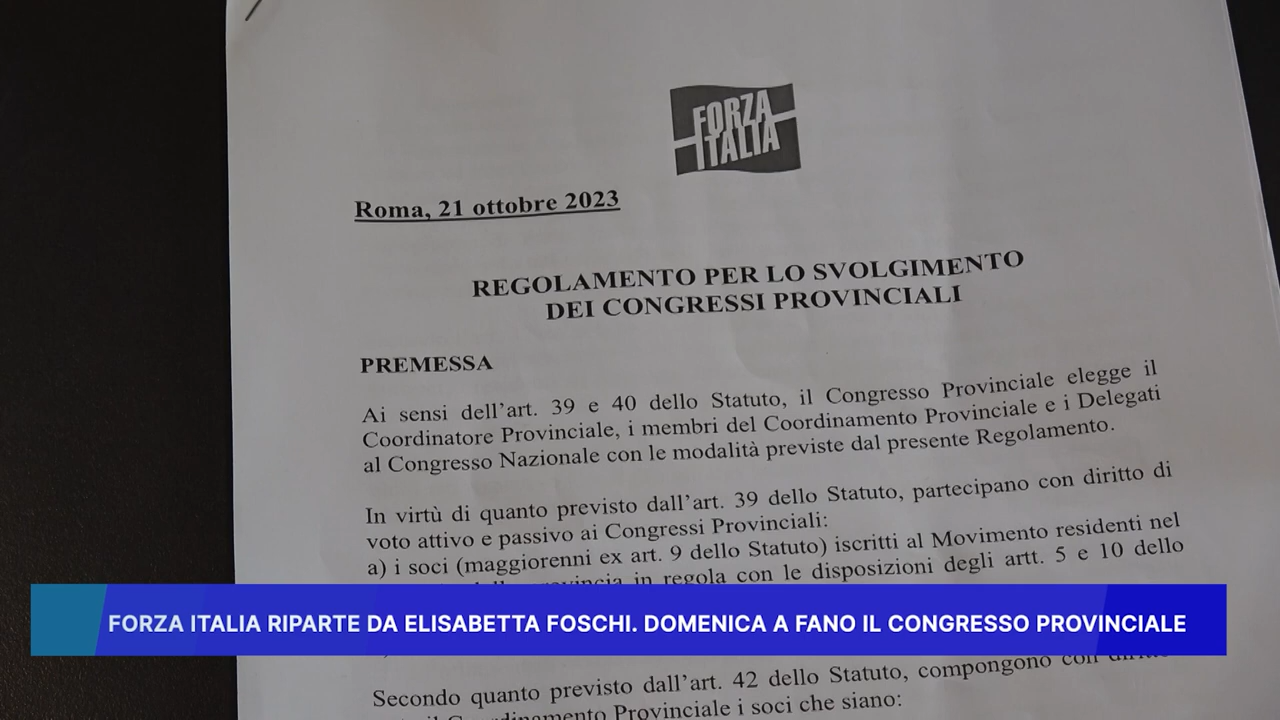 FORZA
ITALIA
Roma, 21 ottobre 2023
REGOLAMENTO PER LO SVOLGIMENTO
DEI CONGRESSI PROVINCIALI
PREMESSA
Ai sensi dell'art. 39 e 40 dello Statuto, il Congresso Provinciale elegge il
Coordinatore Provinciale, i membri del Coordinamento Provinciale e i Delegati
al Congresso Nazionale con le modalità previste dal presente Regolamento.
In virtù di quanto previsto dall'art. 39 dello Statuto, partecipano con diritto di
voto attivo e passivo ai Congressi Provinciali:
a) i soci (maggiorenni ex art. 9 dello Statuto) iscritti al Movimento residenti nel
provincia in regola con le disposizioni degli artt. 5 e 10 dello
FORZA ITALIA RIPARTE DA ELISABETTA FOSCHI. DOMENICA A FANO IL CONGRESSO PROVINCIALE
Secondo quanto previsto dall'art. 42 dello Statuto, compongono con
il Coordinamento Provinciale i soci che siano: